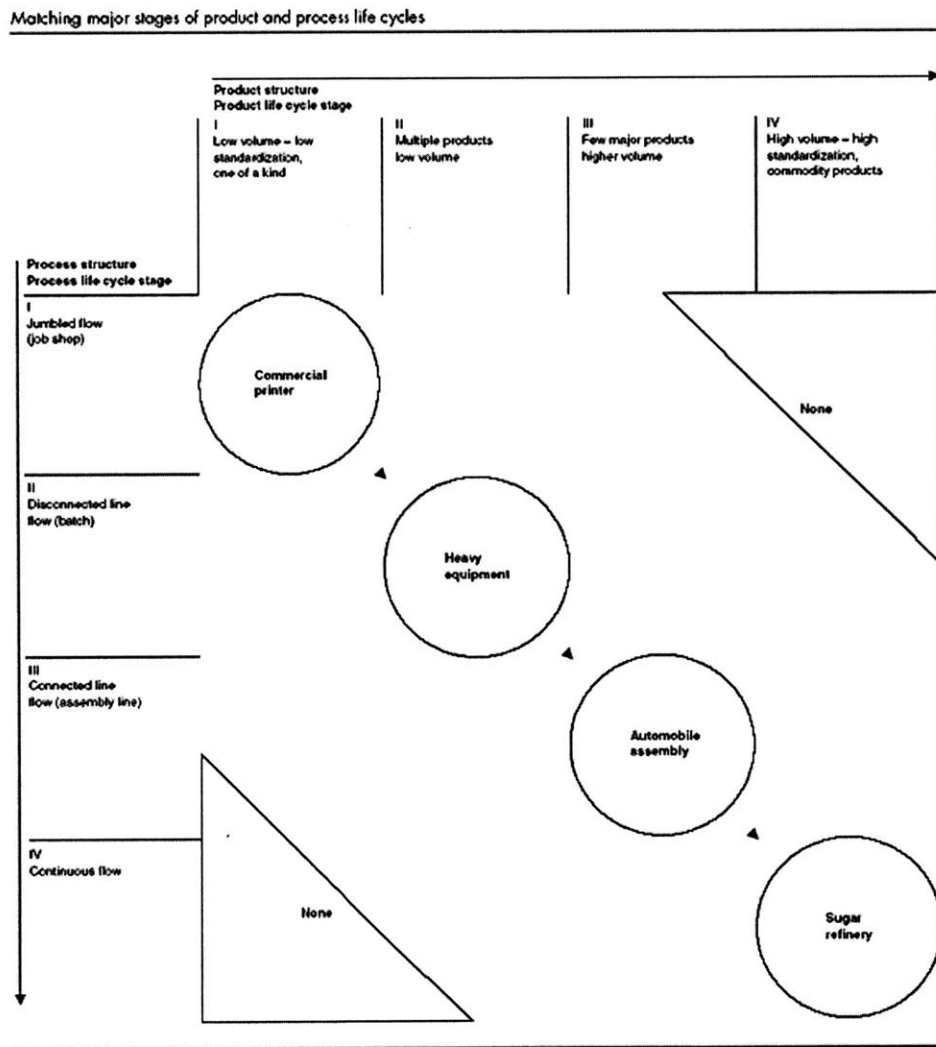 Matching major stages of product and process life cycles
Product structure
Product life cycle stage
I
Low volume – low
standardization,
one of a kind
II
Multiple products
low volume
III
Few major products
higher volume
IV
High volume – high
standardization,
commodity products
Process structure
Process life cycle stage
I
Jumbled flow
(job shop)
Commercial
printer
None
II
Disconnected line
flow (batch)
Heavy
equipment
III
Connected line
flow (assembly line)
Automobile
assembly
IV
Continuous flow
None
Sugar
refinery